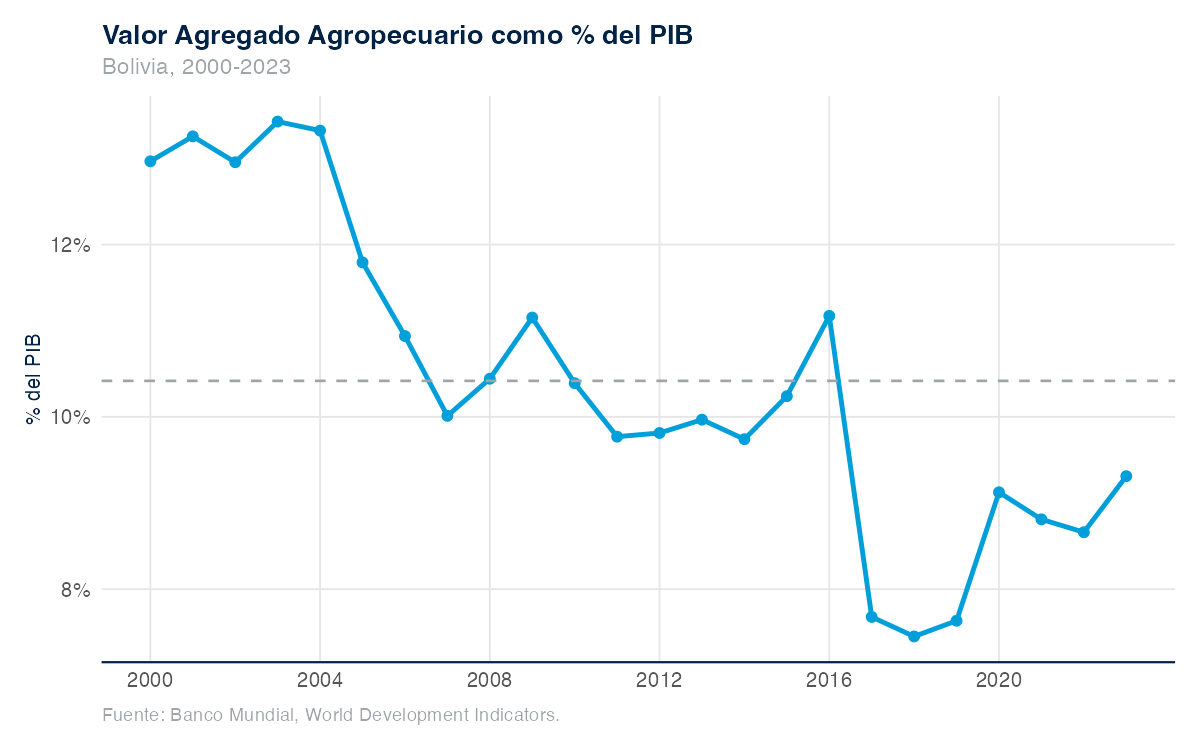 Valor Agregado Agropecuario como % del PIB
Bolivia, 2000-2023
% del PIB
12%
10%
8%
2000 2004 2008 2012 2016 2020
Fuente: Banco Mundial, World Development Indicators.